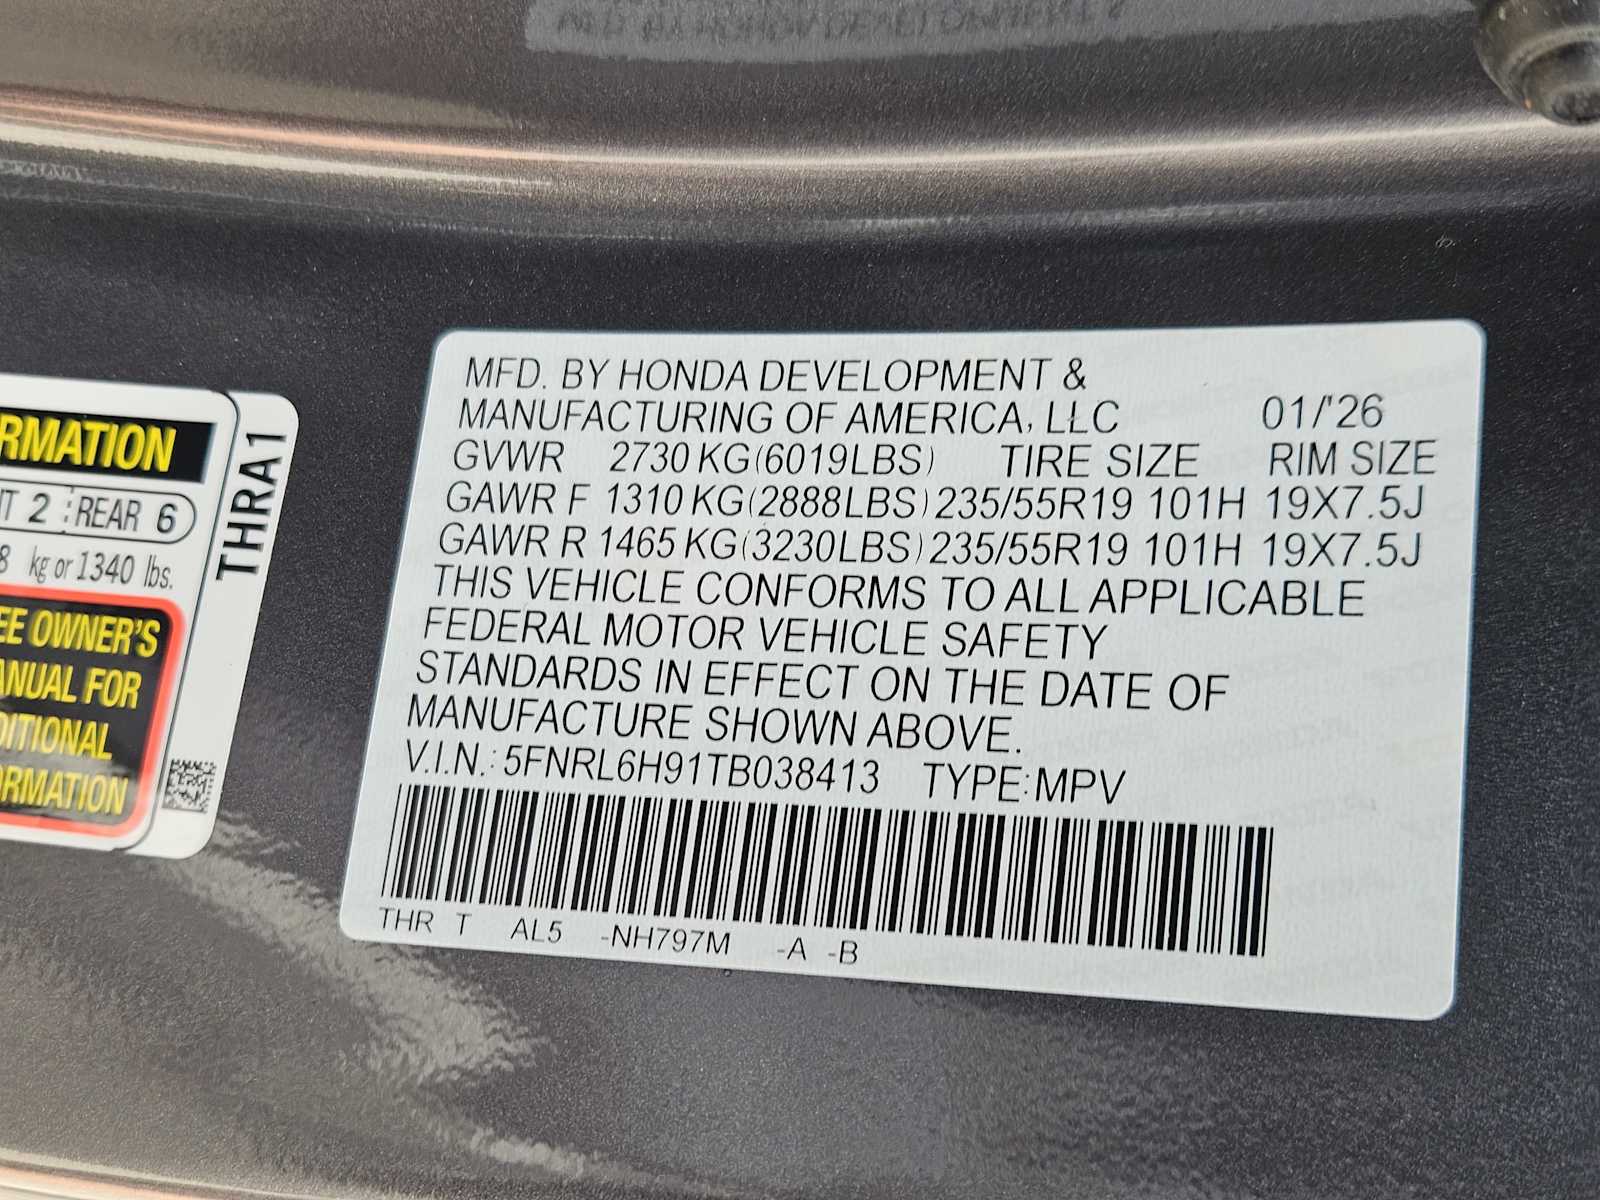 RMATION
2 REAR 6
8 kg or 1340 lbs.
EE OWNER'S
ANUAL FOR
DITIONAL
ORMATION
THRA1
MFD. BY HONDA DEVELOPMENT &
MANUFACTURING OF AMERICA, LLC 01/'26
GVWR 2730 KG(6019LBS) TIRE SIZE RIM SIZE
GAWR F 1310 KG(2888LBS) 235/55R19 101H 19X7.5J
GAWR R 1465 KG(3230LBS) 235/55R19 101H 19X7.5J
THIS VEHICLE CONFORMS TO ALL APPLICABLE
FEDERAL MOTOR VEHICLE SAFETY
STANDARDS IN EFFECT ON THE DATE OF
MANUFACTURE SHOWN ABOVE.
V.I.N.: 5FNRL6H91TB038413 TYPE: MPV
THR T AL5 -NH797M -A -B